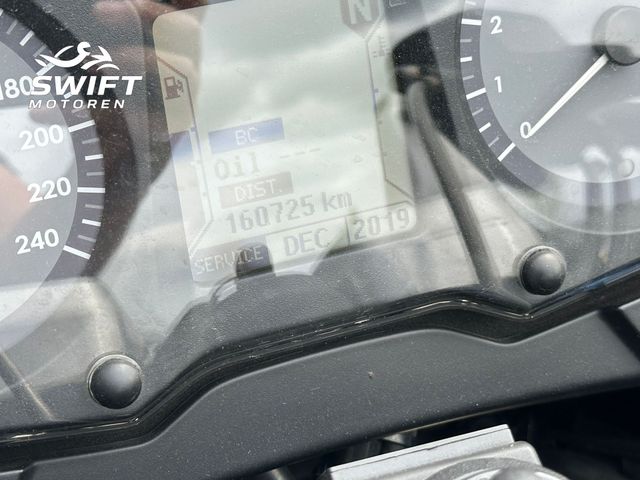 SWIFT
MOTOREN
180
200
220
240
N
2
1
0
BC
Oil ---
DIST.
160725 km
SERVICE DEC 2019